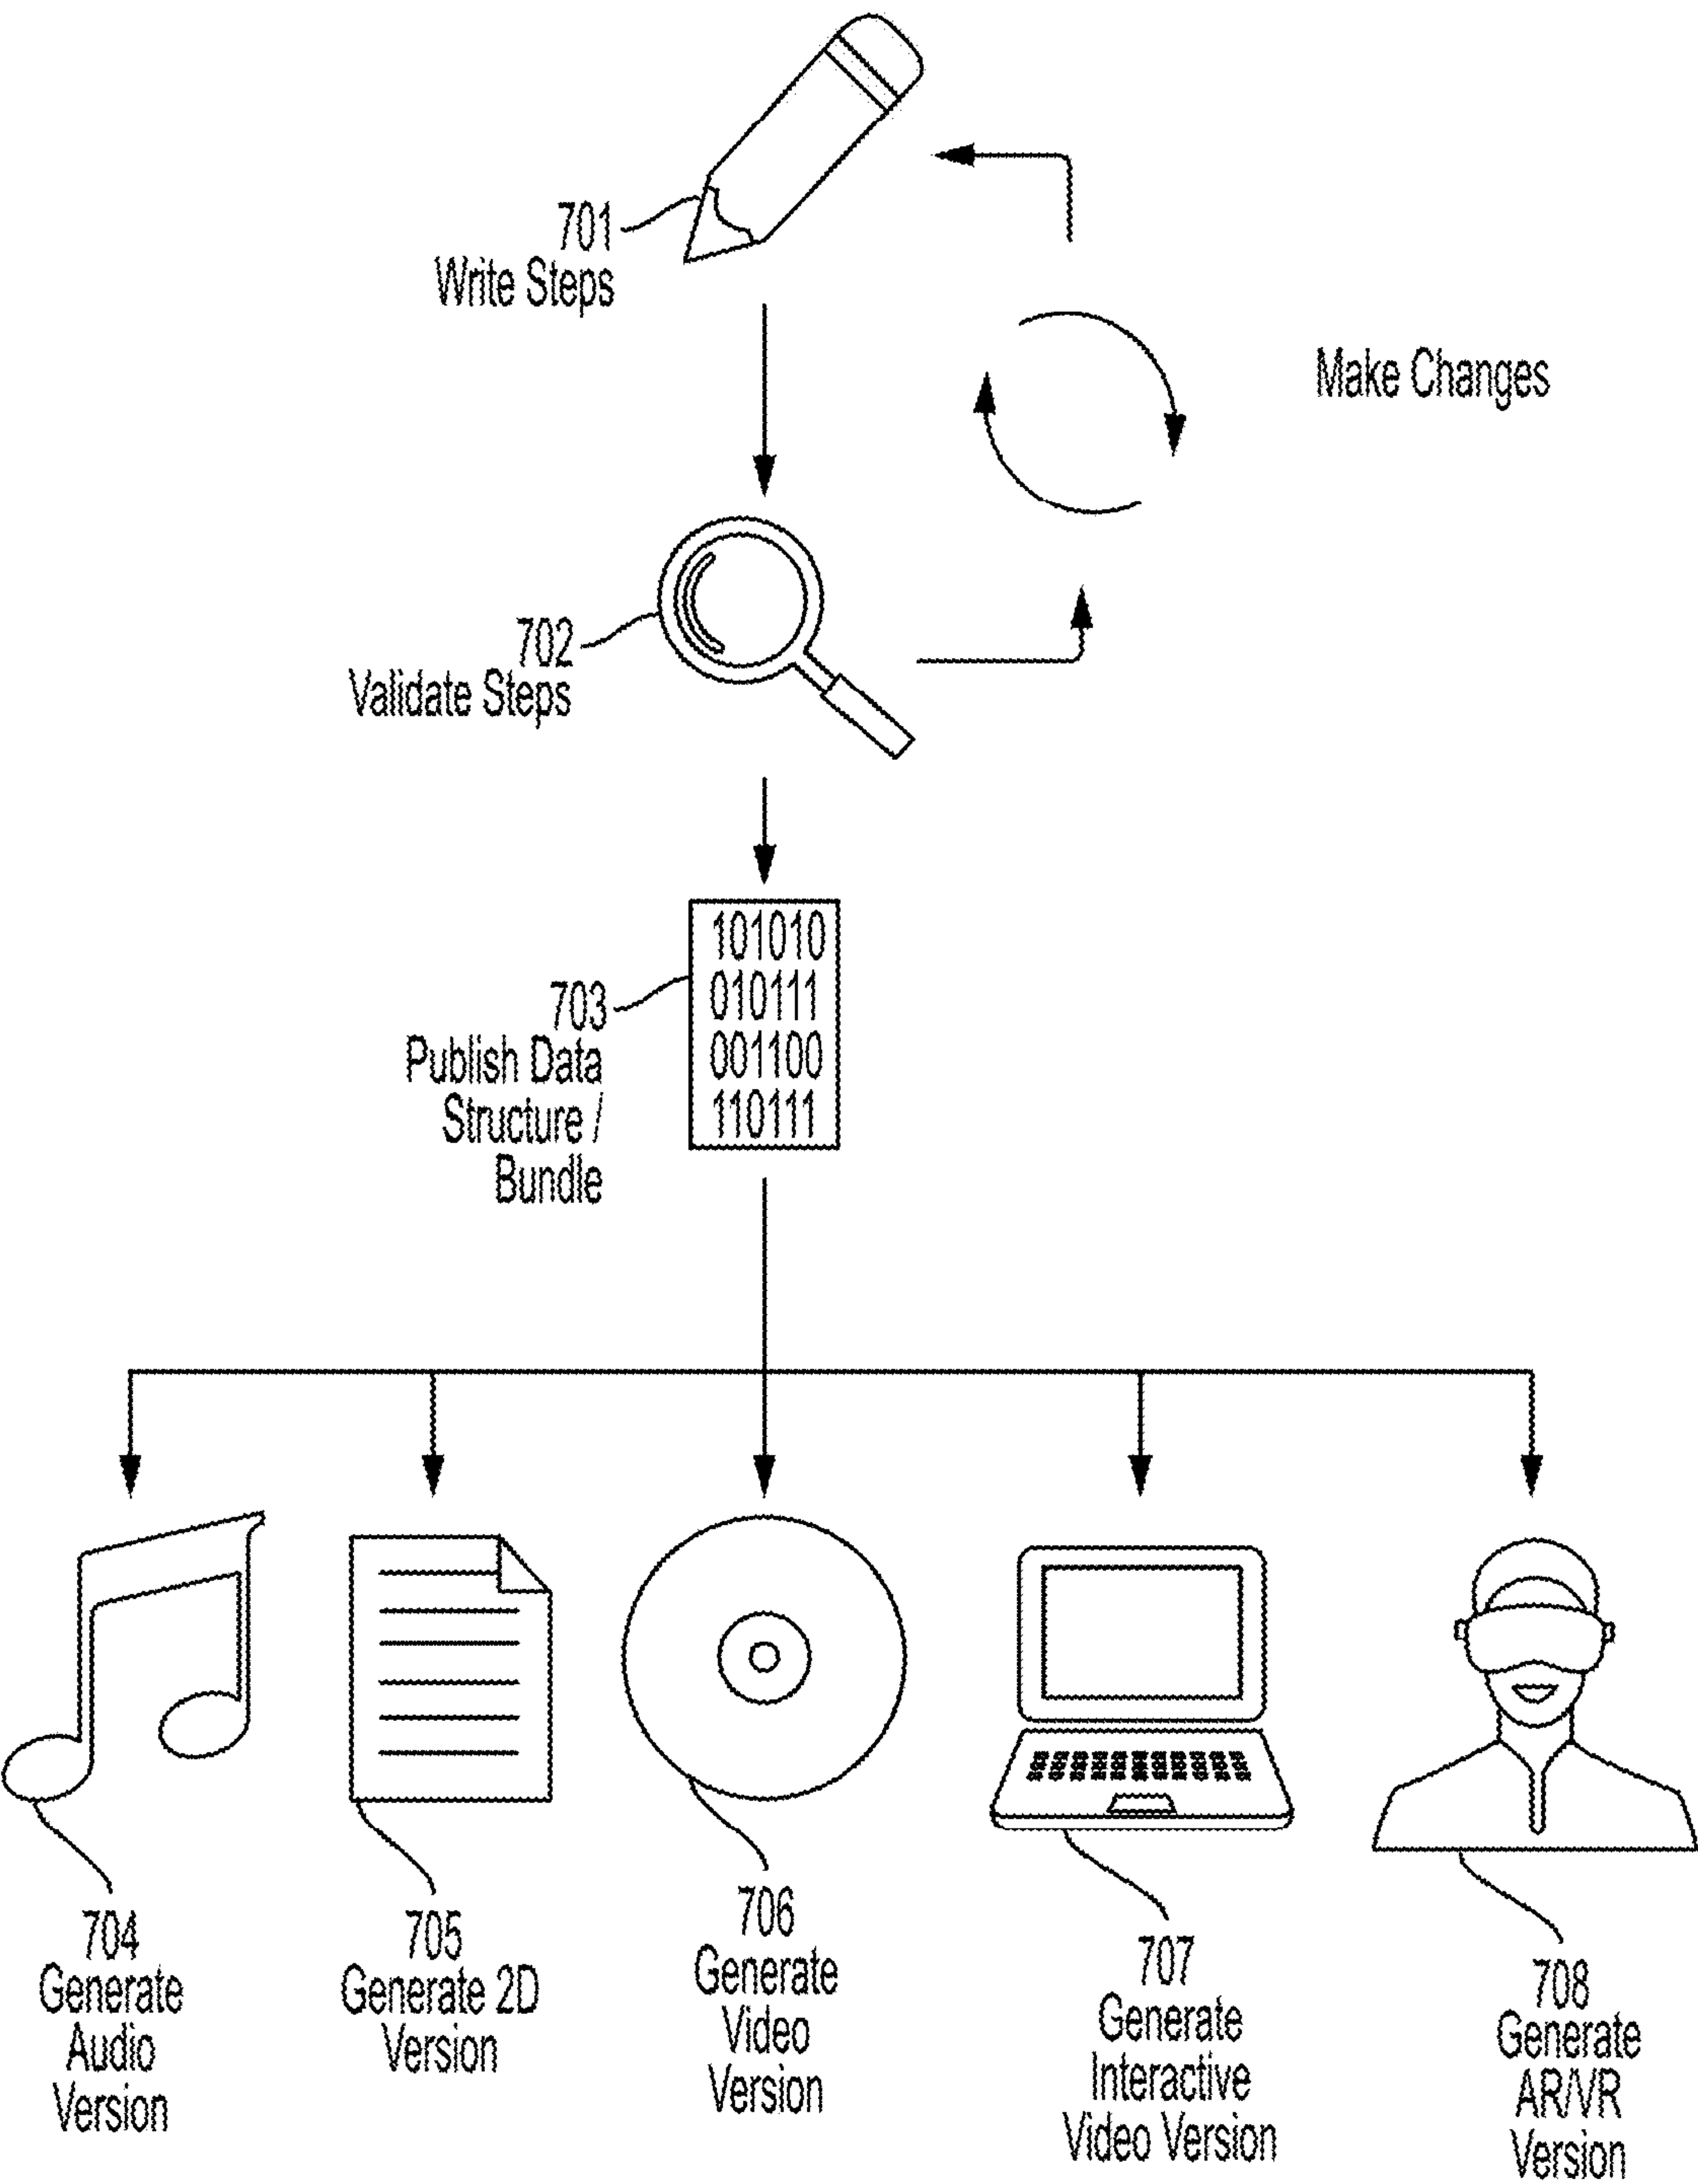 701
Write Steps
Make Changes
702
Validate Steps
101010
010111
001100
110111
703
Publish Data
Structure /
Bundle
704
Generate
Audio
Version
705
Generate 2D
Version
706
Generate
Video
Version
707
Generate
Interactive
Video Version
708
Generate
AR/VR
Version